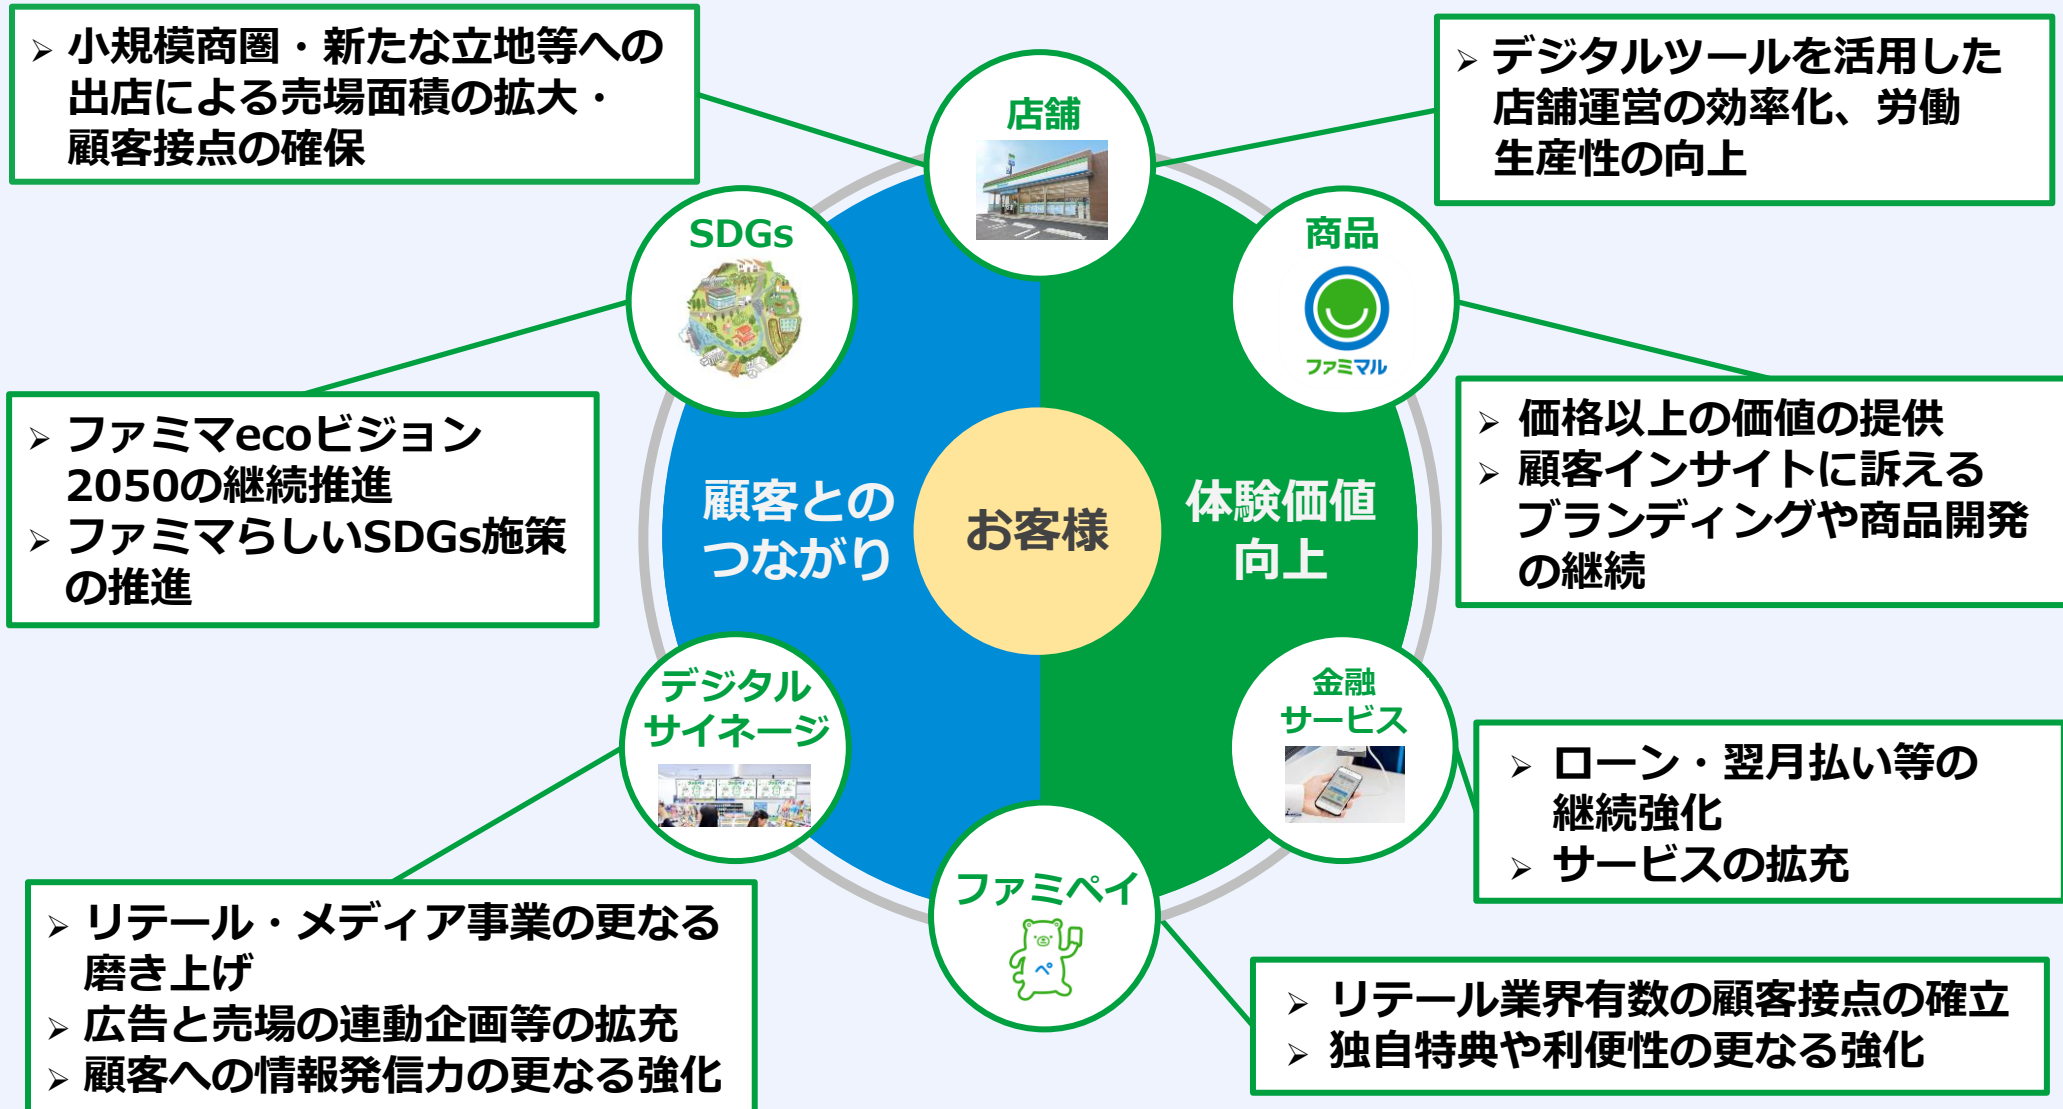 ➢ 小規模商圏・新たな立地等への
出店による売場面積の拡大・
顧客接点の確保
➢ デジタルツールを活用した
店舗運営の効率化、労働
生産性の向上
店舗
SDGs
商品
ファミマル
➢ ファミマecoビジョン
2050の継続推進
➢ ファミマらしいSDGs施策
の推進
➢ 価格以上の価値の提供
➢ 顧客インサイトに訴える
ブランディングや商品開発
の継続
顧客との
つながり
お客様
体験価値
向上
デジタル
サイネージ
金融
サービス
➢ ローン・翌月払い等の
継続強化
➢ サービスの拡充
ファミペイ
ペ
➢ リテール・メディア事業の更なる
磨き上げ
➢ 広告と売場の連動企画等の拡充
➢ 顧客への情報発信力の更なる強化
➢ リテール業界有数の顧客接点の確立
➢ 独自特典や利便性の更なる強化